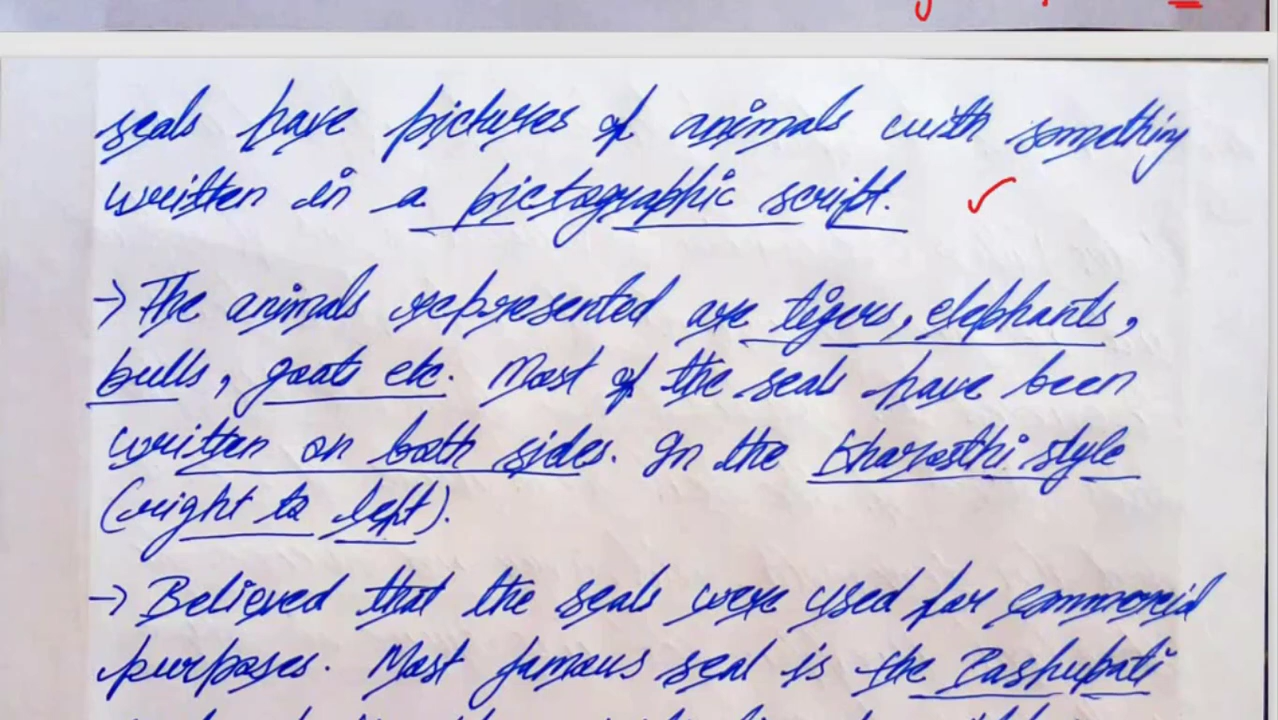 seals have pictures of animals with something
written in a pictographic script.
→ The animals represented are tigers, elephants,
bulls, goats etc. Most of the seals have been
written on both sides. In the Kharosthi style
(right to left).
→ Believed that the seals were used for commercial
purposes. Most famous seal is the Pashupati